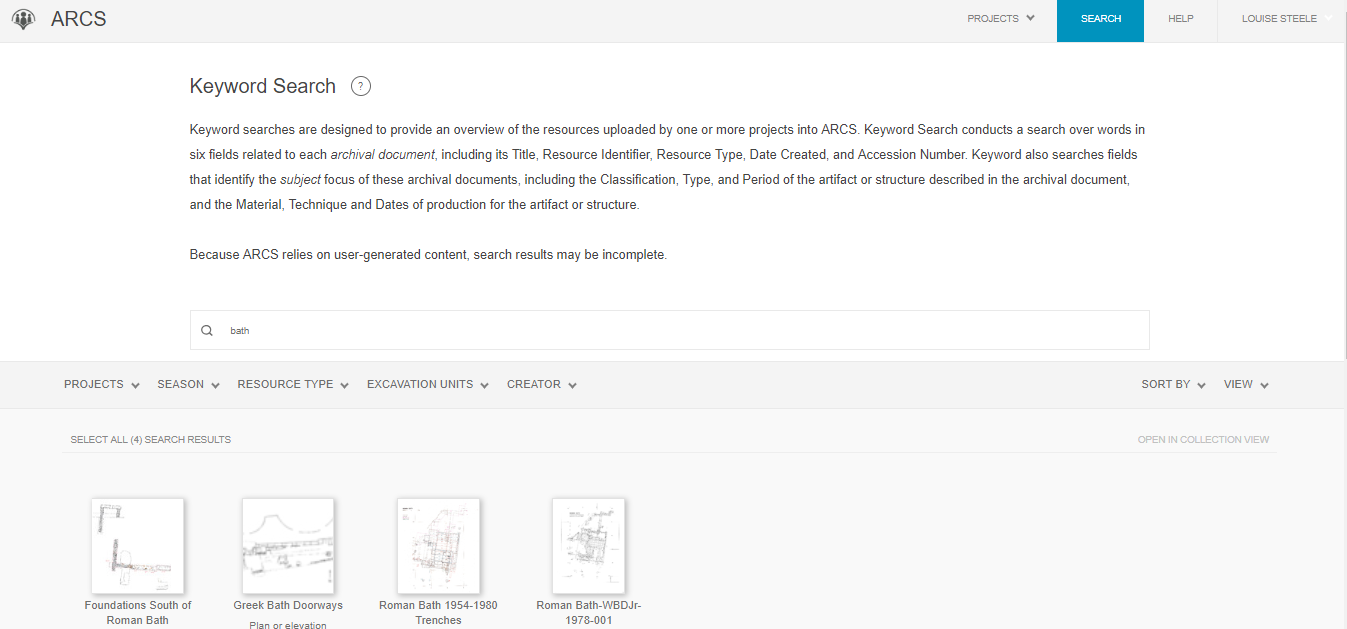 ARCS
PROJECTS
SEARCH
HELP
LOUISE STEELE
Keyword Search ?
Keyword searches are designed to provide an overview of the resources uploaded by one or more projects into ARCS. Keyword Search conducts a search over words in
six fields related to each archival document, including its Title, Resource Identifier, Resource Type, Date Created, and Accession Number. Keyword also searches fields
that identify the subject focus of these archival documents, including the Classification, Type, and Period of the artifact or structure described in the archival document,
and the Material, Technique and Dates of production for the artifact or structure.
Because ARCS relies on user-generated content, search results may be incomplete.
bath
PROJECTS
SEASON
RESOURCE TYPE
EXCAVATION UNITS
CREATOR
SORT BY
VIEW
SELECT ALL (4) SEARCH RESULTS
OPEN IN COLLECTION VIEW
Foundations South of
Roman Bath
Greek Bath Doorways
Plan or elevation
Roman Bath 1954-1980
Trenches
Roman Bath-WBDJr-
1978-001